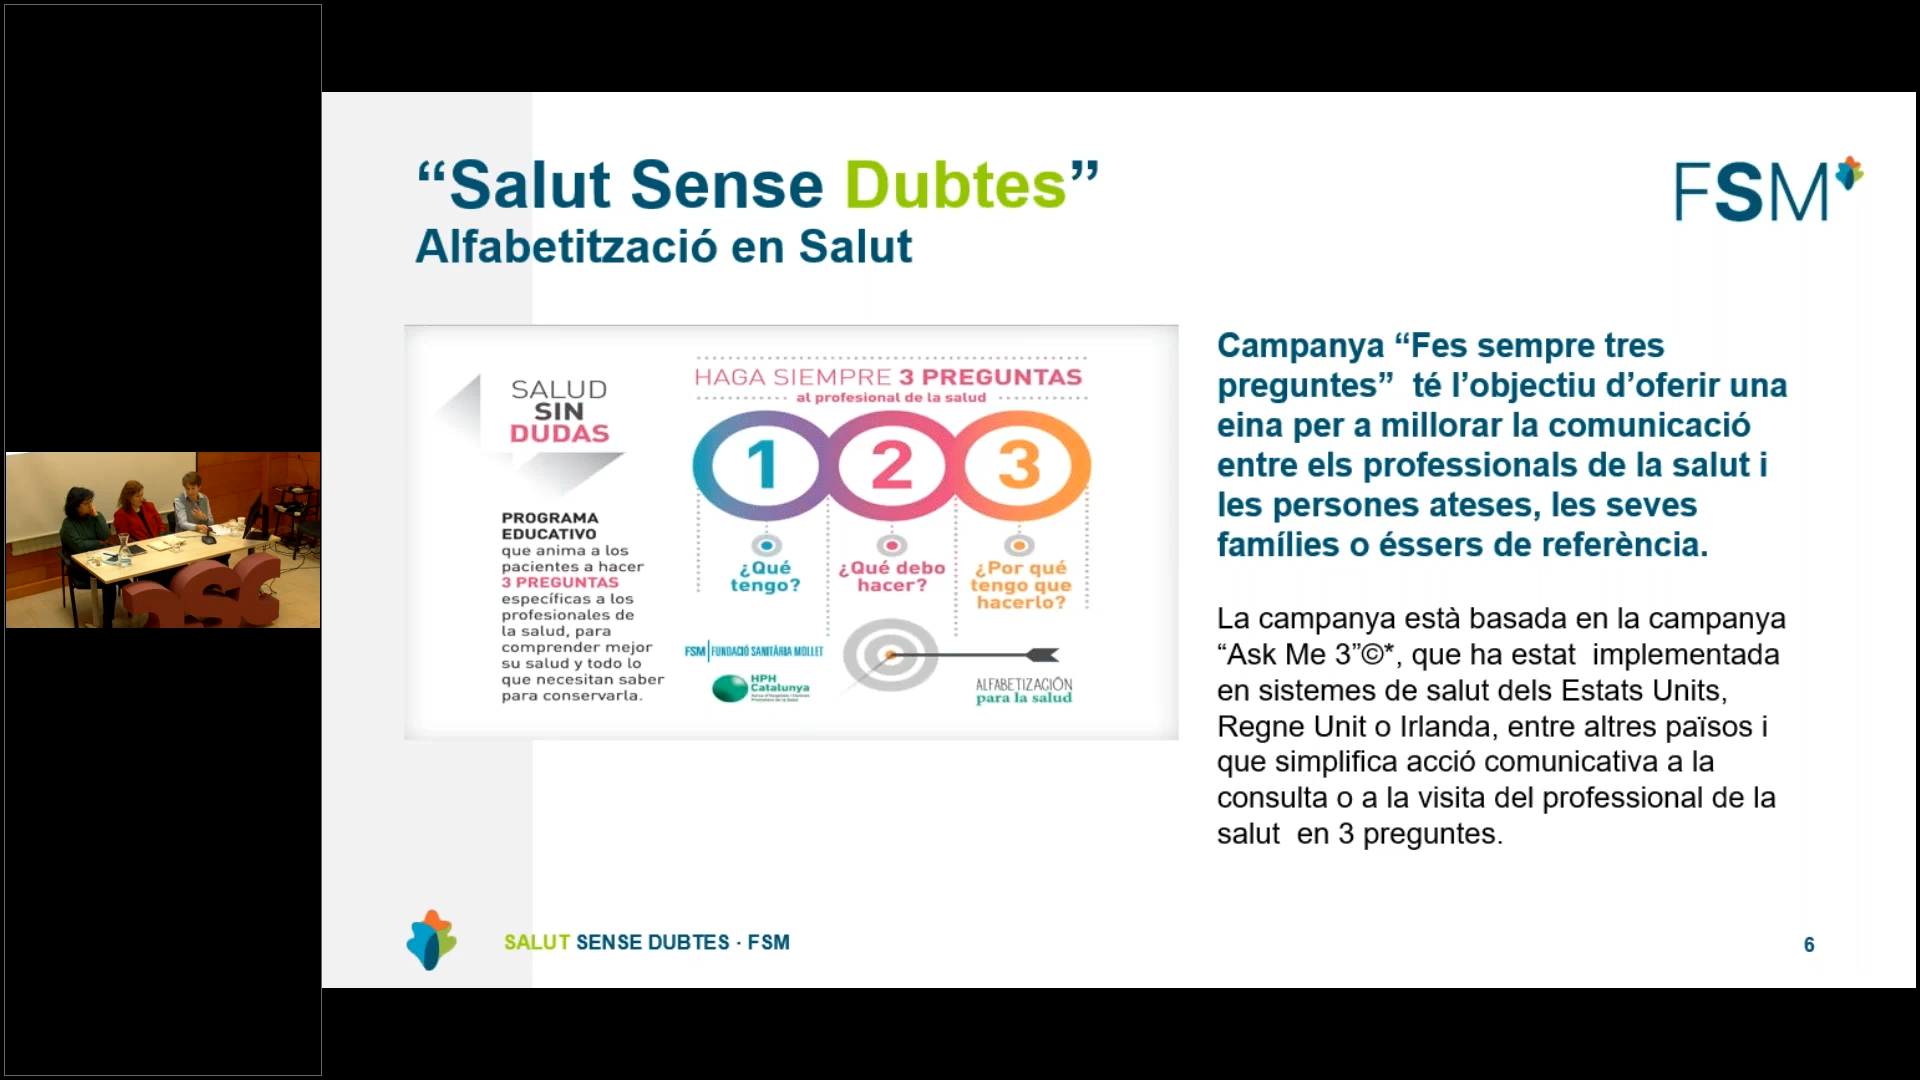 “Salut Sense Dubtes”
Alfabetització en Salut
FSM
SALUD
SIN
DUDAS
PROGRAMA
EDUCATIVO
que anima a los
pacientes a hacer
3 PREGUNTAS
específicas a los
profesionales de
la salud, para
comprender mejor
su salud y todo lo
que necesitan saber
para conservarla.
HAGA SIEMPRE 3 PREGUNTAS
al profesional de la salud
1 2 3
¿Qué
tengo?
¿Qué debo
hacer?
¿Por qué
tengo que
hacerlo?
FSM FUNDACIÓ SANITÀRIA MOLLET
HPH
Catalunya
ALFABETIZACIÓN
para la salud
Campanya “Fes sempre tres
preguntes” té l’objectiu d’oferir una
eina per a millorar la comunicació
entre els professionals de la salut i
les persones ateses, les seves
famílies o éssers de referència.
La campanya està basada en la campanya
“Ask Me 3”©*, que ha estat implementada
en sistemes de salut dels Estats Units,
Regne Unit o Irlanda, entre altres països i
que simplifica acció comunicativa a la
consulta o a la visita del professional de la
salut en 3 preguntes.
SALUT SENSE DUBTES · FSM
6